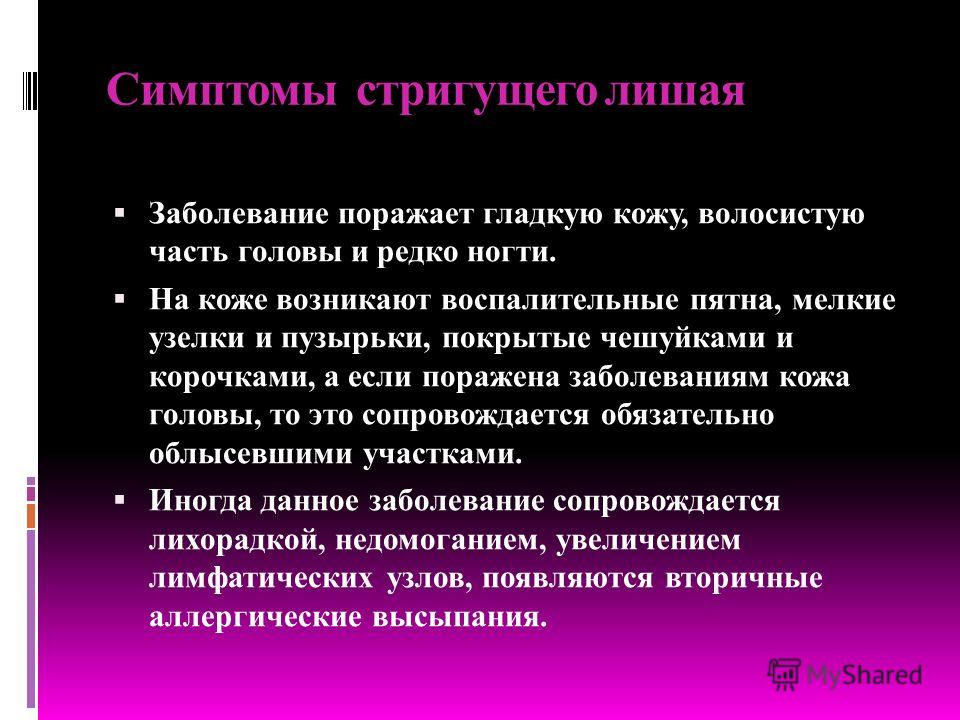 Симптомы стригущего лишая
▪ Заболевание поражает гладкую кожу, волосистую
часть головы и редко ногти.
▪ На коже возникают воспалительные пятна, мелкие
узелки и пузырьки, покрытые чешуйками и
корочками, а если поражена заболеваниям кожа
головы, то это сопровождается обязательно
облысевшими участками.
▪ Иногда данное заболевание сопровождается
лихорадкой, недомоганием, увеличением
лимфатических узлов, появляются вторичные
аллергические высыпания.
MyShared